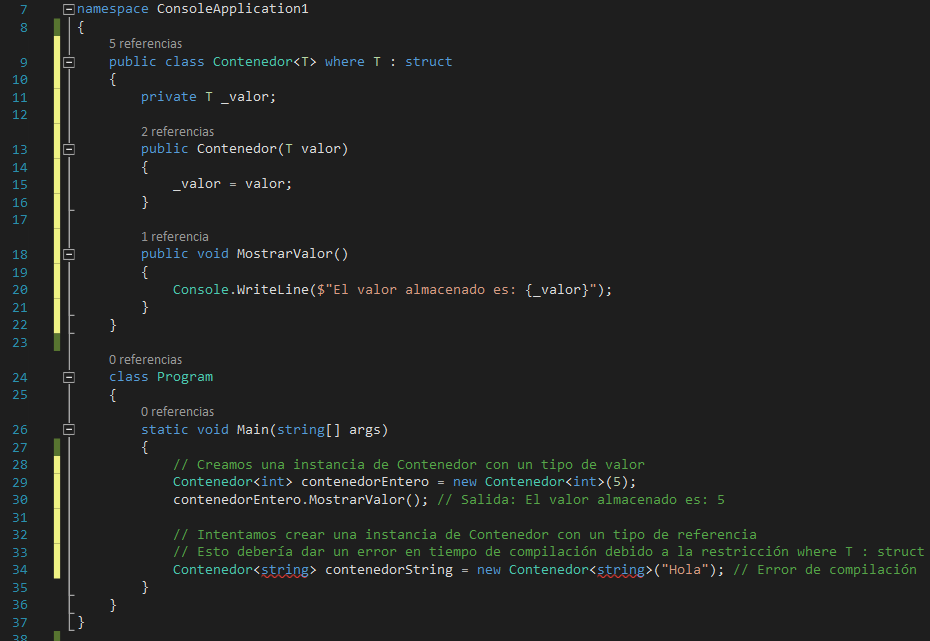 7 namespace ConsoleApplication1
8 {
5 referencias
9 public class Contenedor<T> where T : struct
10 {
11 private T _valor;
12
2 referencias
13 public Contenedor(T valor)
14 {
15 _valor = valor;
16 }
17
1 referencia
18 public void MostrarValor()
19 {
20 Console.WriteLine($"El valor almacenado es: {_valor}");
21 }
22 }
23
0 referencias
24 class Program
25 {
0 referencias
26 static void Main(string[] args)
27 {
28 // Creamos una instancia de Contenedor con un tipo de valor
29 Contenedor<int> contenedorEntero = new Contenedor<int>(5);
30 contenedorEntero.MostrarValor(); // Salida: El valor almacenado es: 5
31
32 // Intentamos crear una instancia de Contenedor con un tipo de referencia
33 // Esto debería dar un error en tiempo de compilación debido a la restricción where T : struct
34 Contenedor<string> contenedorString = new Contenedor<string>("Hola"); // Error de compilación
35 }
36 }
37 }
38